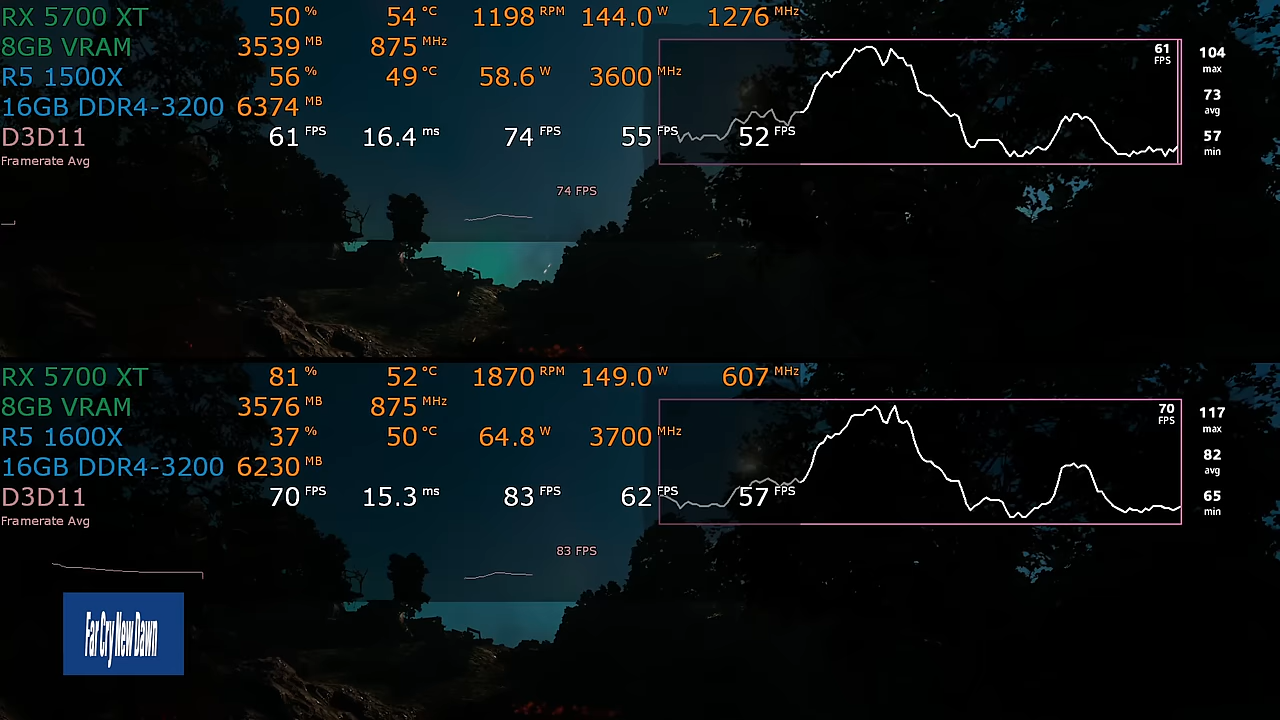 RX 5700 XT 50 % 54 °C 1198 RPM 144.0 W 1276 MHz
8GB VRAM 3539 MB 875 MHz
R5 1500X 56 % 49 °C 58.6 W 3600 MHz
16GB DDR4-3200 6374 MB
D3D11 61 FPS 16.4 ms 74 FPS 55 FPS 52 FPS
Framerate Avg
74 FPS
61 FPS
104 max
73 avg
57 min
RX 5700 XT 81 % 52 °C 1870 RPM 149.0 W 607 MHz
8GB VRAM 3576 MB 875 MHz
R5 1600X 37 % 50 °C 64.8 W 3700 MHz
16GB DDR4-3200 6230 MB
D3D11 70 FPS 15.3 ms 83 FPS 62 FPS 57 FPS
Framerate Avg
83 FPS
70 FPS
117 max
82 avg
65 min
Far Cry New Dawn